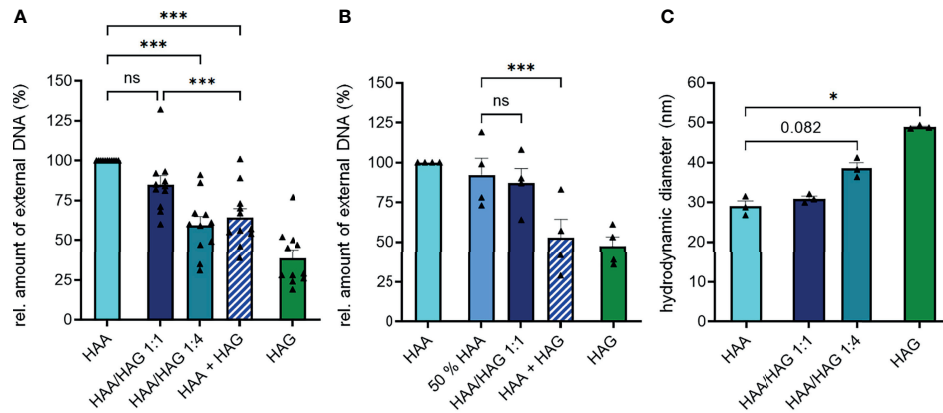 A
***
***
ns
***
rel. amount of external DNA (%)
150
125
100
75
50
25
0
HAA
HAA/HAG 1:1
HAA/HAG 1:4
HAA + HAG
HAG
B
***
ns
rel. amount of external DNA (%)
150
125
100
75
50
25
0
HAA
50 % HAA
HAA/HAG 1:1
HAA + HAG
HAG
C
*
0.082
hydrodynamic diameter (nm)
60
50
40
30
20
10
0
HAA
HAA/HAG 1:1
HAA/HAG 1:4
HAG